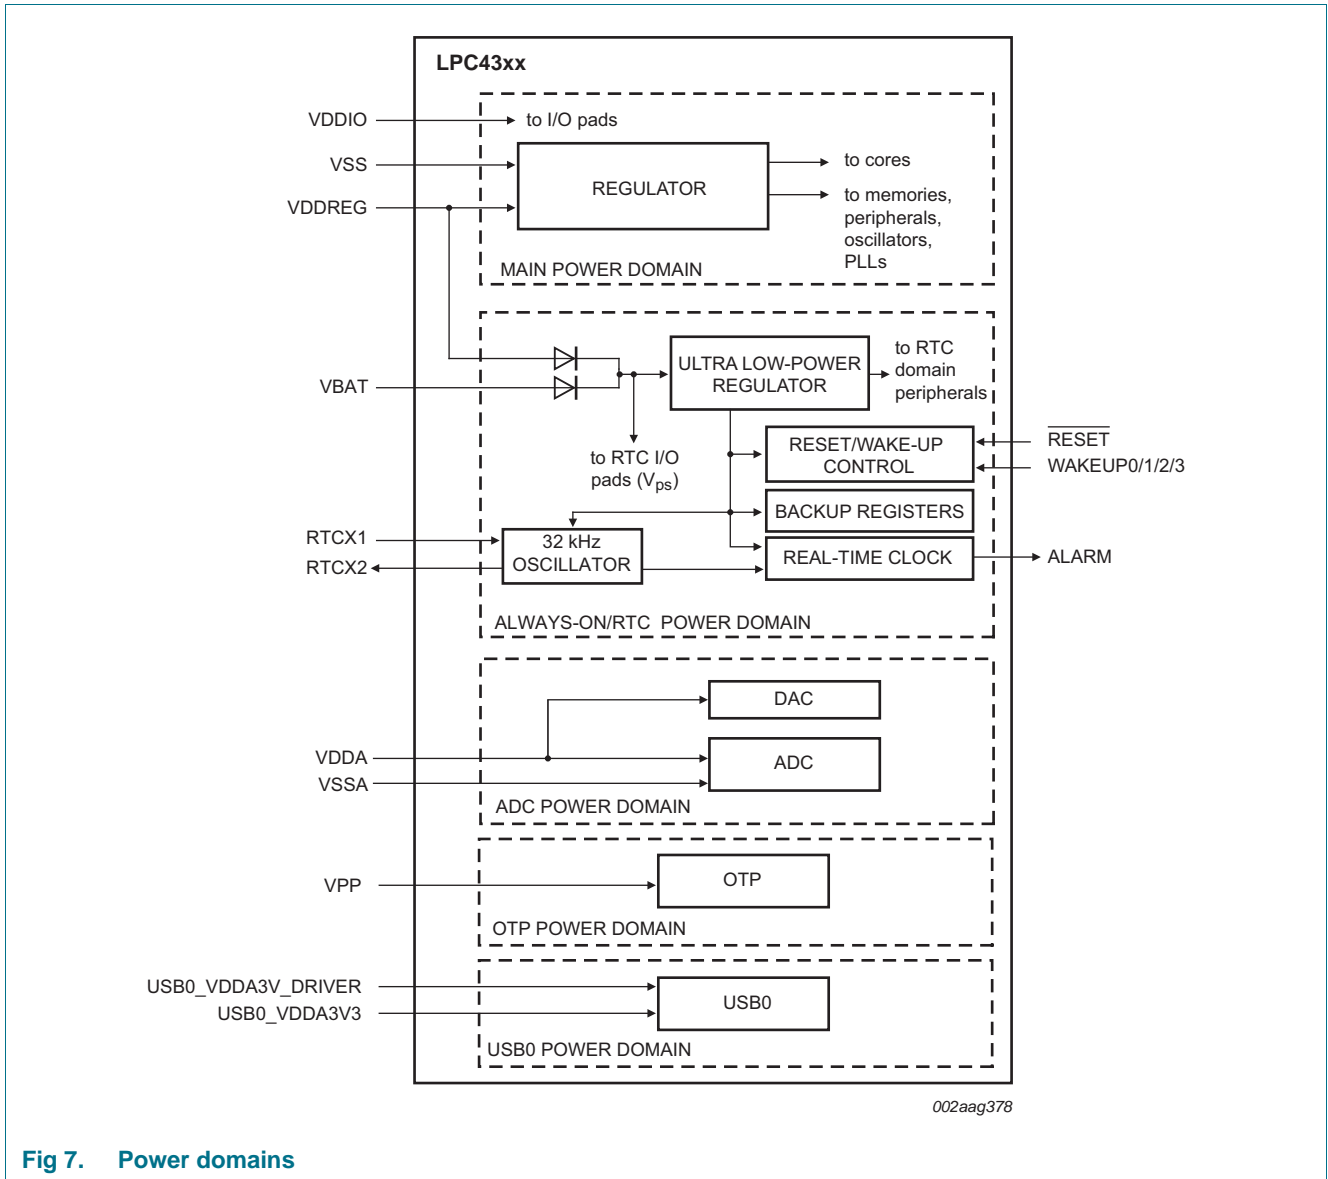 LPC43xx
VDDIO
to I/O pads
VSS
VDDREG
REGULATOR
to cores
to memories,
peripherals,
oscillators,
PLLs
MAIN POWER DOMAIN
VBAT
ULTRA LOW-POWER
REGULATOR
to RTC
domain
peripherals
to RTC I/O
pads (Vps)
RESET/WAKE-UP
CONTROL
RESET
WAKEUP0/1/2/3
BACKUP REGISTERS
RTCX1
RTCX2
32 kHz
OSCILLATOR
REAL-TIME CLOCK
ALARM
ALWAYS-ON/RTC POWER DOMAIN
DAC
VDDA
VSSA
ADC
ADC POWER DOMAIN
VPP
OTP
OTP POWER DOMAIN
USB0_VDDA3V_DRIVER
USB0_VDDA3V3
USB0
USB0 POWER DOMAIN
002aag378
Fig 7. Power domains